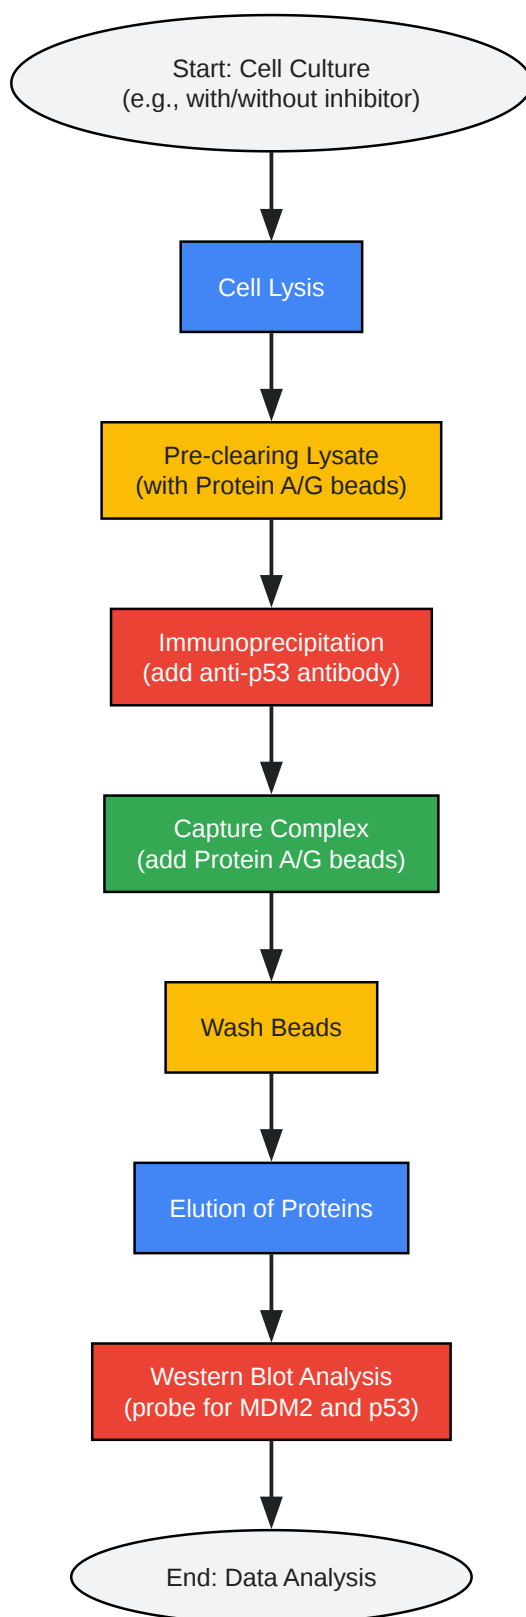 Start: Cell Culture
(e.g., with/without inhibitor)
Cell Lysis
Pre-clearing Lysate
(with Protein A/G beads)
Immunoprecipitation
(add anti-p53 antibody)
Capture Complex
(add Protein A/G beads)
Wash Beads
Elution of Proteins
Western Blot Analysis
(probe for MDM2 and p53)
End: Data Analysis